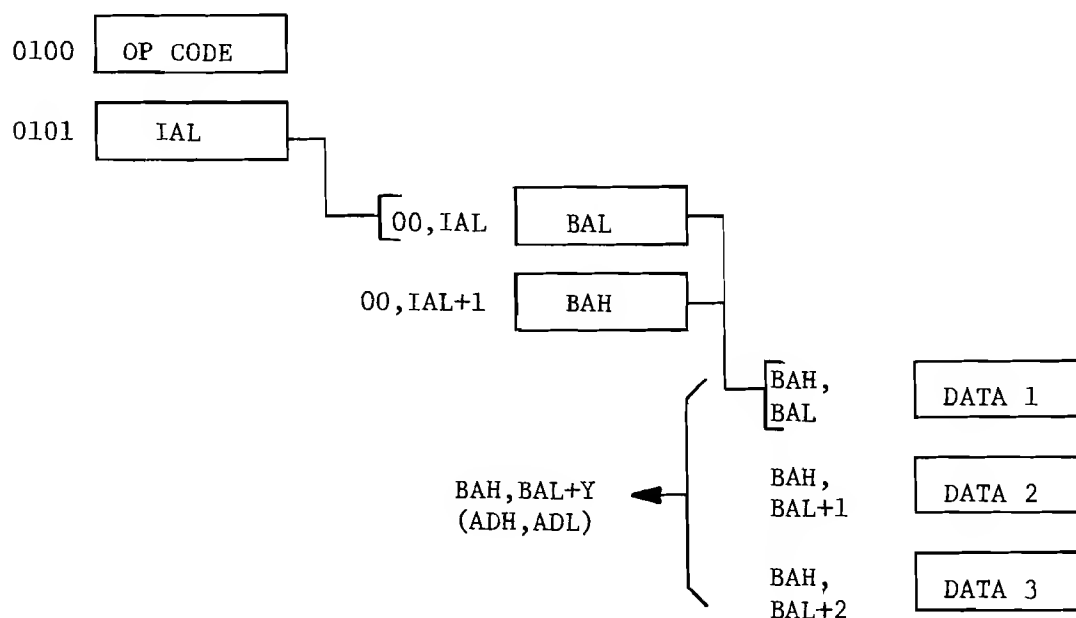 0100 OP CODE
0101 IAL
00,IAL BAL
00,IAL+1 BAH
BAH,
BAL
DATA 1
BAH,BAL+Y
(ADH,ADL)
BAH,
BAL+1
DATA 2
BAH,
BAL+2
DATA 3